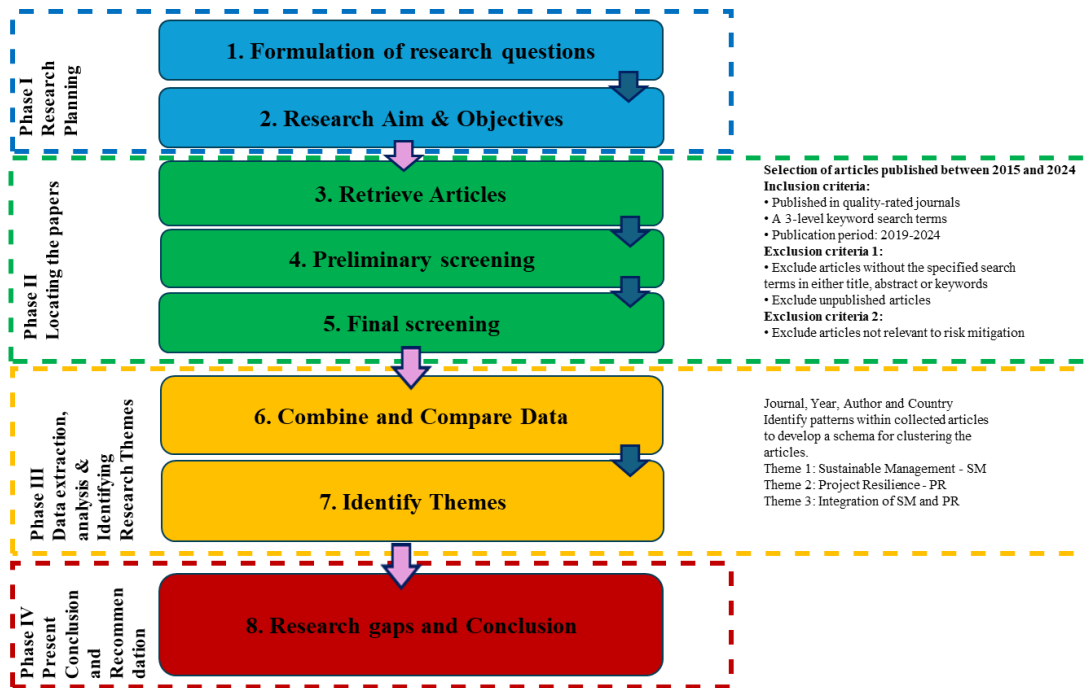 Phase I
Research
Planning
1. Formulation of research questions
2. Research Aim & Objectives
Phase II
Locating the papers
3. Retrieve Articles
4. Preliminary screening
5. Final screening
Selection of articles published between 2015 and 2024
Inclusion criteria:
• Published in quality-rated journals
• A 3-level keyword search terms
• Publication period: 2019-2024
Exclusion criteria 1:
• Exclude articles without the specified search
terms in either title, abstract or keywords
• Exclude unpublished articles
Exclusion criteria 2:
• Exclude articles not relevant to risk mitigation
Phase III
Data extraction,
analysis &
Identifying
Research Themes
6. Combine and Compare Data
7. Identify Themes
Journal, Year, Author and Country
Identify patterns within collected articles
to develop a schema for clustering the
articles.
Theme 1: Sustainable Management - SM
Theme 2: Project Resilience - PR
Theme 3: Integration of SM and PR
Phase IV
Present
Conclusion
and
Recommen
dation
8. Research gaps and Conclusion